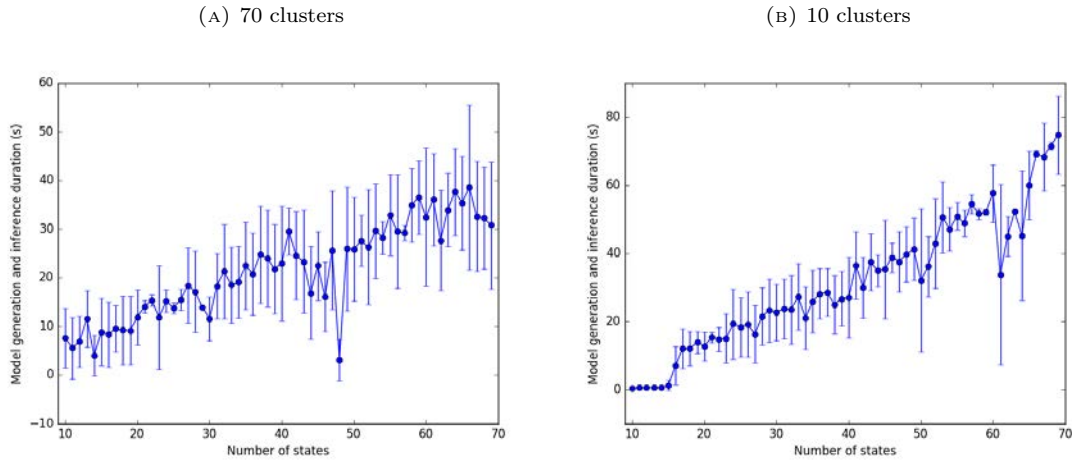 (A) 70 clusters
(B) 10 clusters
Model generation and inference duration (s)
60
50
40
30
20
10
0
−10
10 20 30 40 50 60 70
Number of states
Model generation and inference duration (s)
80
60
40
20
0
10 20 30 40 50 60 70
Number of states